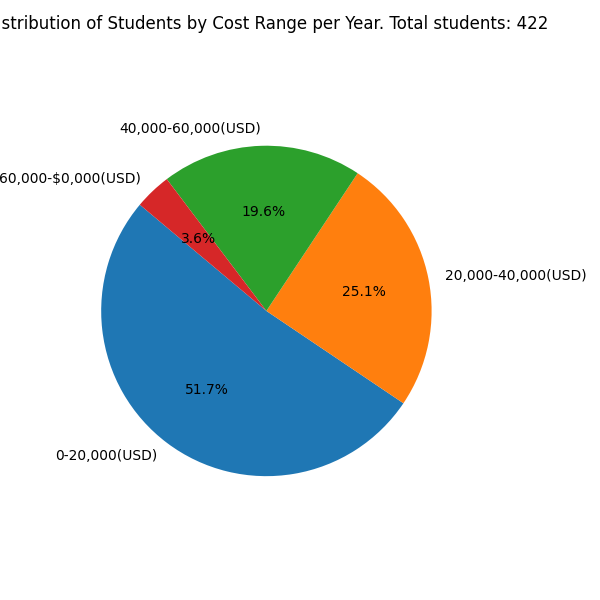 stribution of Students by Cost Range per Year. Total students: 422
40,000-60,000(USD)
60,000-$0,000(USD)
19.6%
3.6%
20,000-40,000(USD)
25.1%
51.7%
0-20,000(USD)